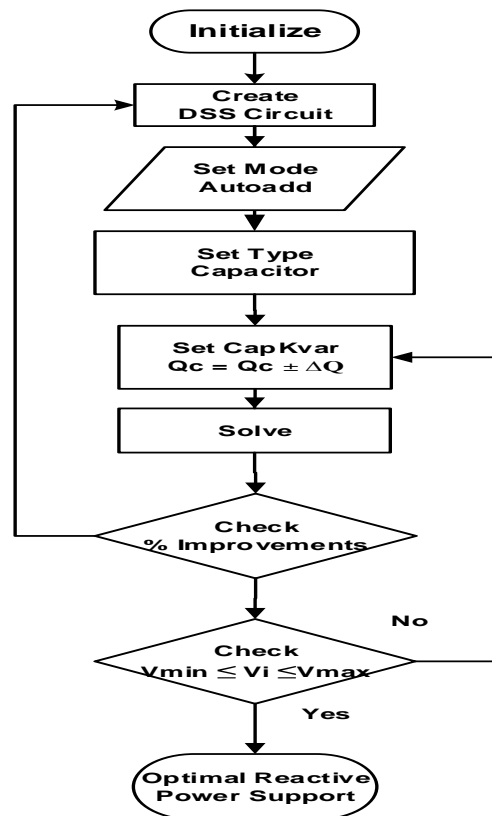 Initialize
Create
DSS Circuit
Set Mode
Autoadd
Set Type
Capacitor
Set CapKvar
Qc = Qc ± ΔQ
Solve
Check
% Improvements
No
Check
Vmin ≤ Vi ≤Vmax
Yes
Optimal Reactive
Power Support